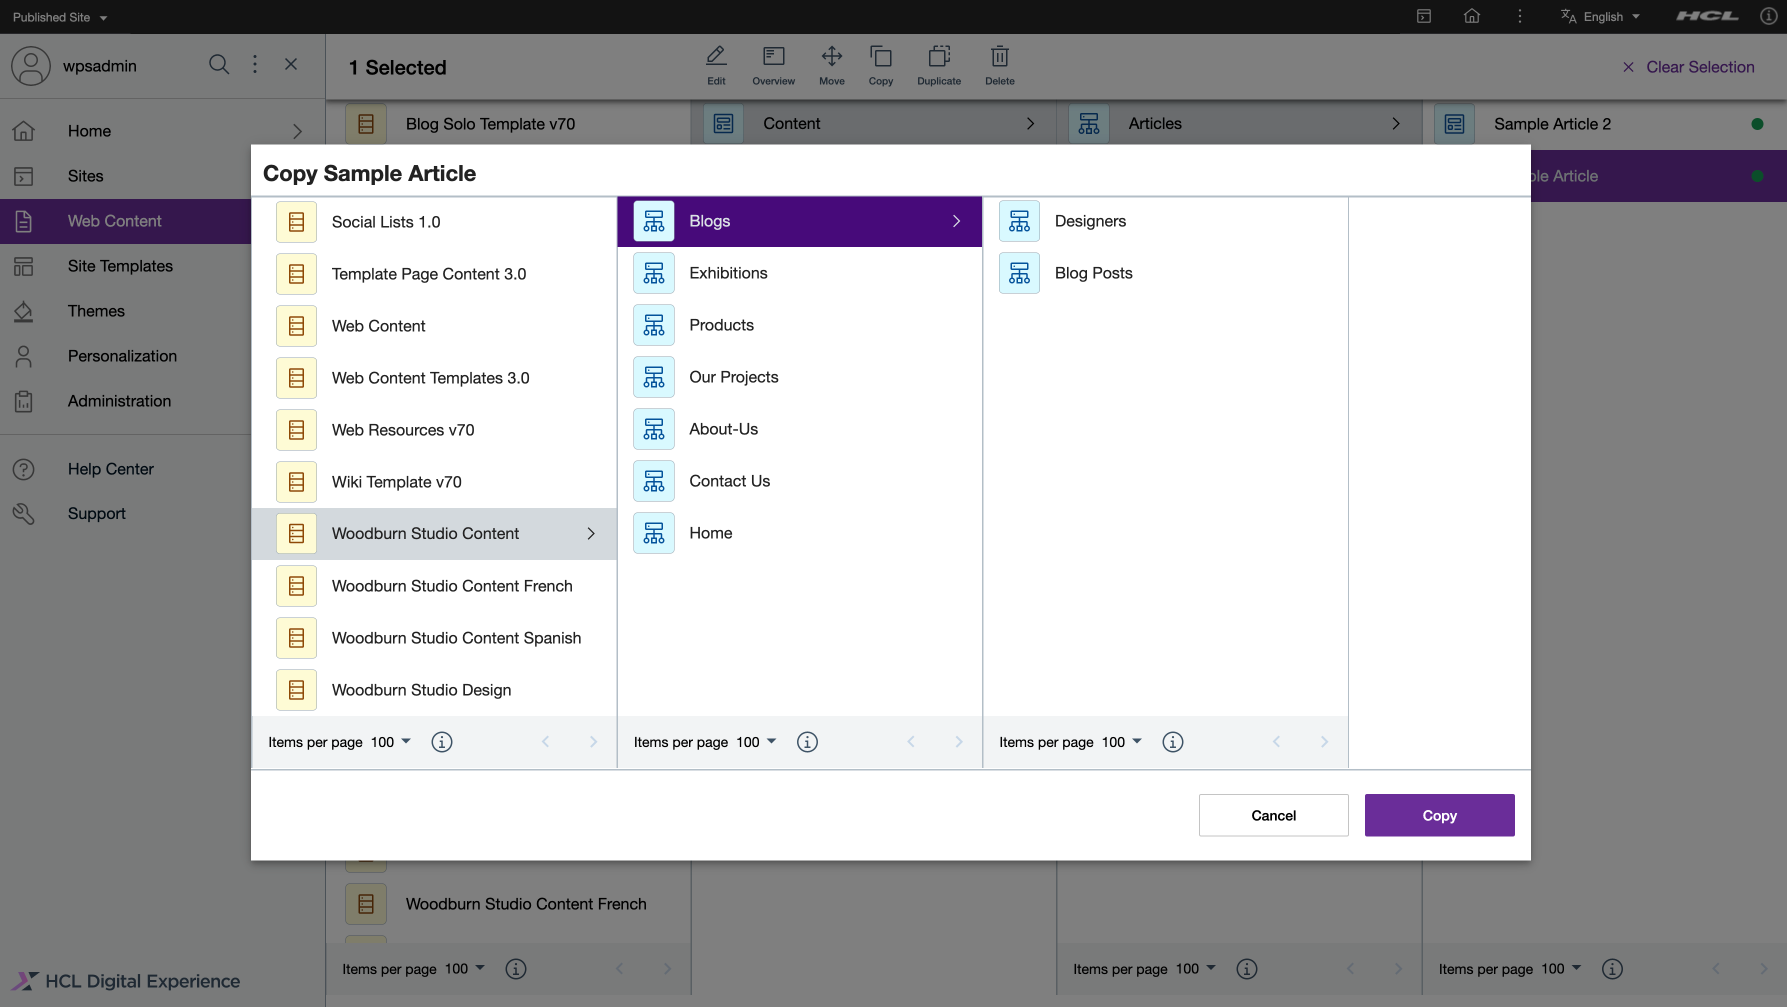 Published Site
English
HCL
wpsadmin
1 Selected
Edit
Overview
Move
Copy
Duplicate
Delete
Clear Selection
Home
Sites
Web Content
Site Templates
Themes
Personalization
Administration
Help Center
Support
Blog Solo Template v70
Content
Articles
Sample Article 2
ple Article
Copy Sample Article
Social Lists 1.0
Template Page Content 3.0
Web Content
Web Content Templates 3.0
Web Resources v70
Wiki Template v70
Woodburn Studio Content
Woodburn Studio Content French
Woodburn Studio Content Spanish
Woodburn Studio Design
Items per page 100
Blogs
Exhibitions
Products
Our Projects
About-Us
Contact Us
Home
Items per page 100
Designers
Blog Posts
Items per page 100
Cancel
Copy
Woodburn Studio Content French
Items per page 100
Items per page 100
Items per page 100
HCL Digital Experience